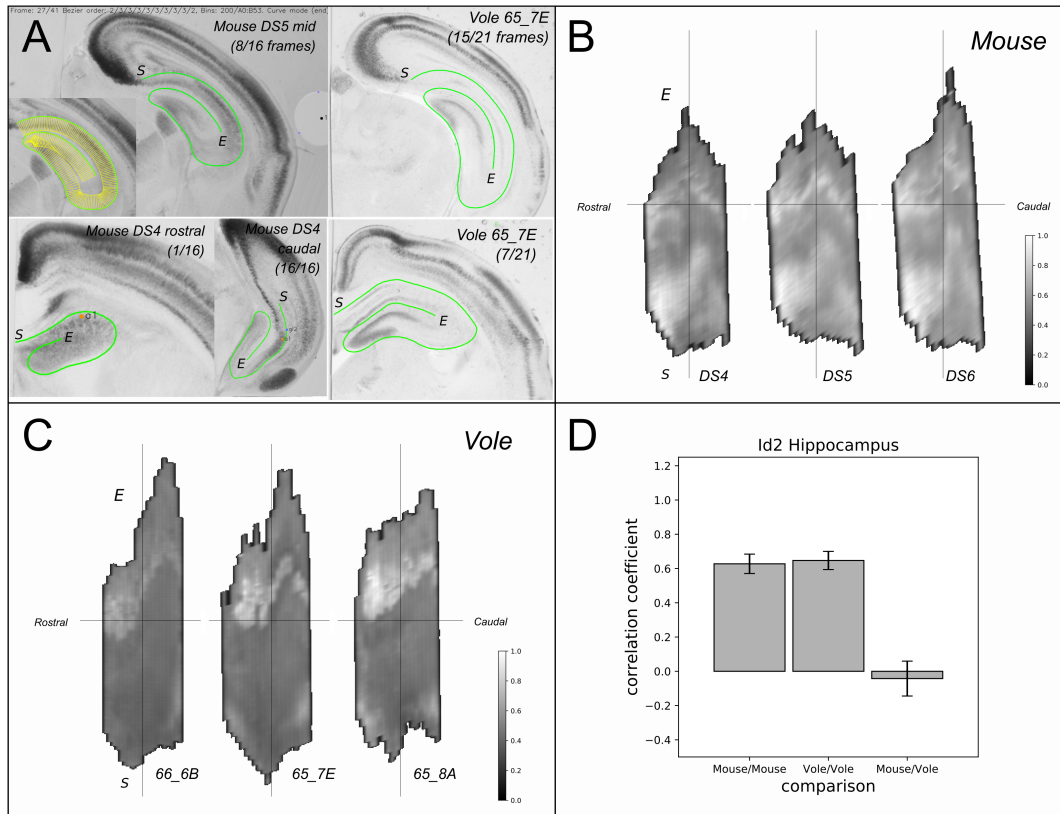 A
Frame: 27/41 Bezier order: 2/3/3/3/3/3/3/3/3/3/2, Bins: 200/A0:B53. Curve mode [end
Mouse DS5 mid
(8/16 frames)
S
E
Vole 65_7E
(15/21 frames)
S
E
Mouse DS4 rostral
(1/16)
S
E
Mouse DS4
caudal
(16/16)
S
E
Vole 65_7E
(7/21)
S
E
B
Mouse
E
Rostral
Caudal
1.0
0.8
0.6
0.4
0.2
0.0
S
DS4
DS5
DS6
C
Vole
E
Rostral
Caudal
1.0
0.8
0.6
0.4
0.2
0.0
S
66_6B
65_7E
65_8A
D
Id2 Hippocampus
correlation coefficient
1.2
1.0
0.8
0.6
0.4
0.2
0.0
−0.2
−0.4
Mouse/Mouse
Vole/Vole
Mouse/Vole
comparison